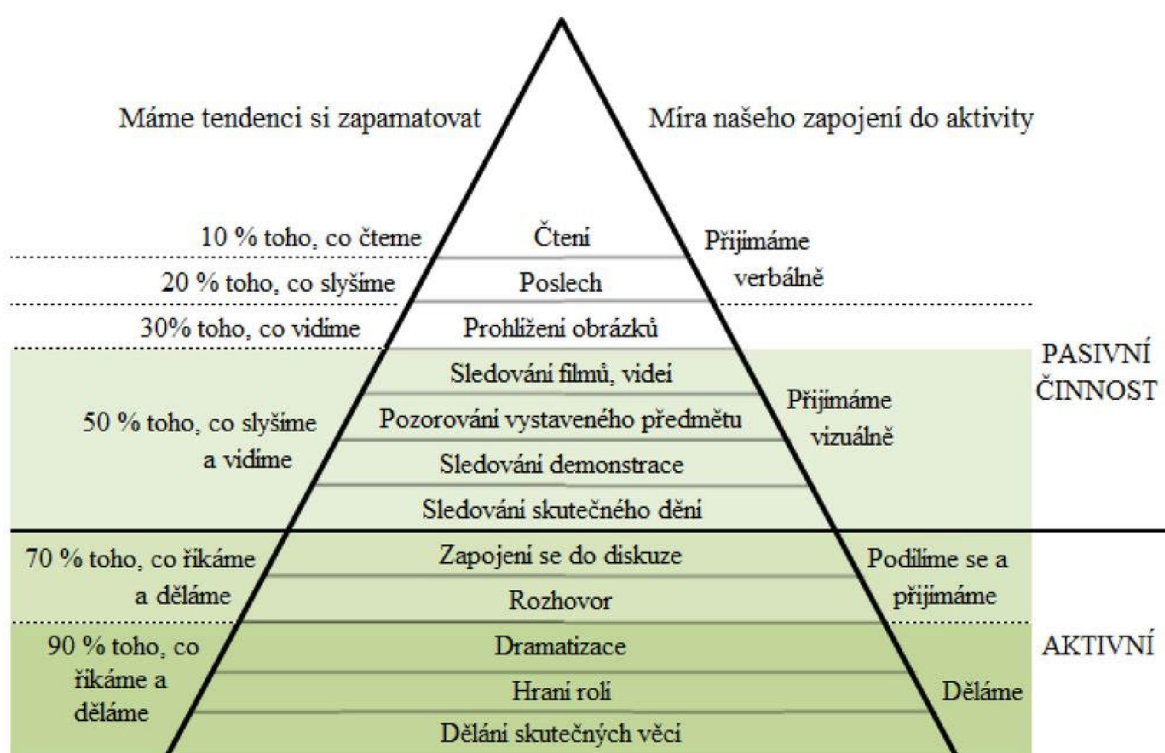 Máme tendenci si zapamatovat
Míra našeho zapojení do aktivity
10 % toho, co čteme
Čtení
Přijímáme
verbálně
20 % toho, co slyšíme
Poslech
30% toho, co vidíme
Prohlížení obrázků
50 % toho, co slyšíme
a vidíme
Sledování filmů, videí
Pozorování vystaveného předmětu
Sledování demonstrace
Sledování skutečného dění
Přijímáme
vizuálně
PASIVNÍ
ČINNOST
70 % toho, co říkáme
a děláme
Zapojení se do diskuze
Rozhovor
Podílíme se a
přijímáme
90 % toho, co
říkáme a
děláme
Dramatizace
Hraní rolí
Dělání skutečných věcí
Děláme
AKTIVNÍ